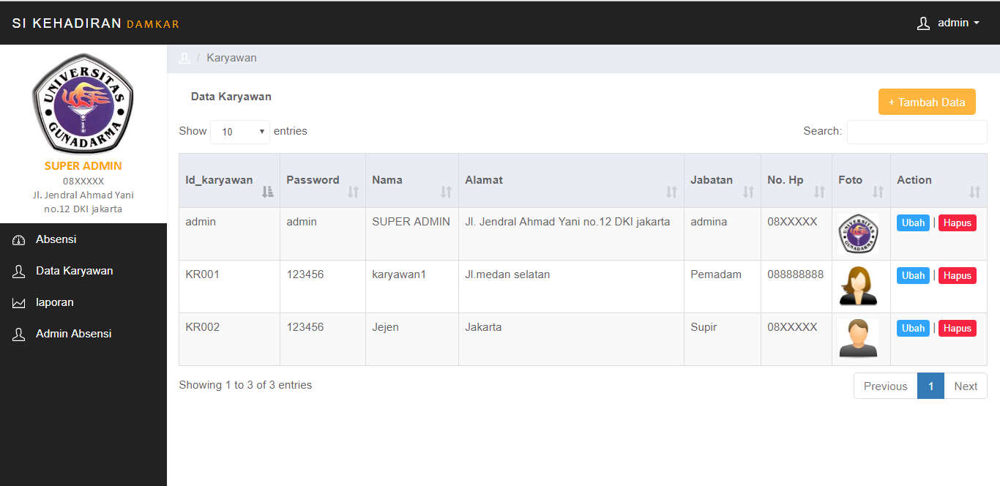 SI KEHADIRAN DAMKAR
admin
UNIVERSITAS
GUNADARMA
SUPER ADMIN
08XXXXX
Jl. Jendral Ahmad Yani
no.12 DKI jakarta
Absensi
Data Karyawan
laporan
Admin Absensi
/ Karyawan
Data Karyawan
+ Tambah Data
Show 10 entries
Search:
Id_karyawan Password Nama Alamat Jabatan No. Hp Foto Action
admin admin SUPER ADMIN Jl. Jendral Ahmad Yani no.12 DKI jakarta admina 08XXXXX UNIVERSITAS GUNADARMA Ubah | Hapus
KR001 123456 karyawan1 Jl.medan selatan Pemadam 088888888 Ubah | Hapus
KR002 123456 Jejen Jakarta Supir 08XXXXX Ubah | Hapus
Showing 1 to 3 of 3 entries
Previous 1 Next